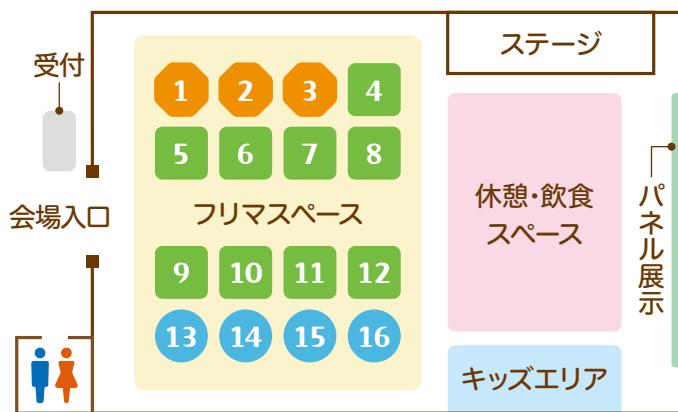 ステージ
受付
1 2 3 4
5 6 7 8
会場入口
フリマスペース
休憩・飲食
スペース
パネル展示
9 10 11 12
13 14 15 16
キッズエリア